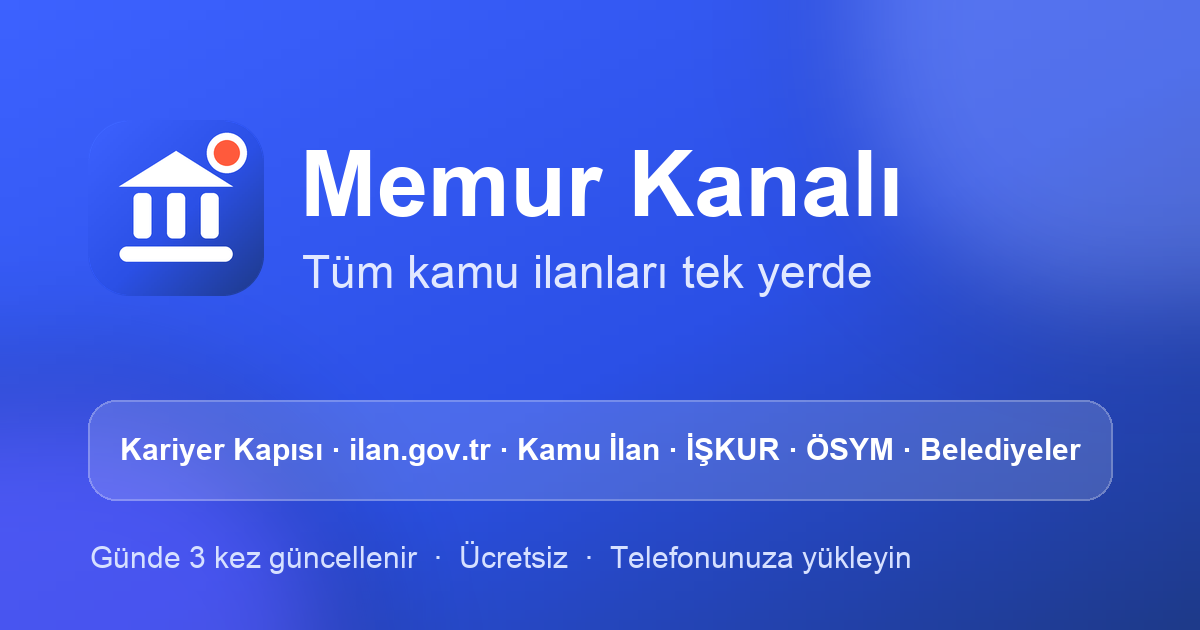 Memur Kanalı
Tüm kamu ilanları tek yerde
Kariyer Kapısı · ilan.gov.tr · Kamu İlan · İŞKUR · ÖSYM · Belediyeler
Günde 3 kez güncellenir · Ücretsiz · Telefonunuza yükleyin